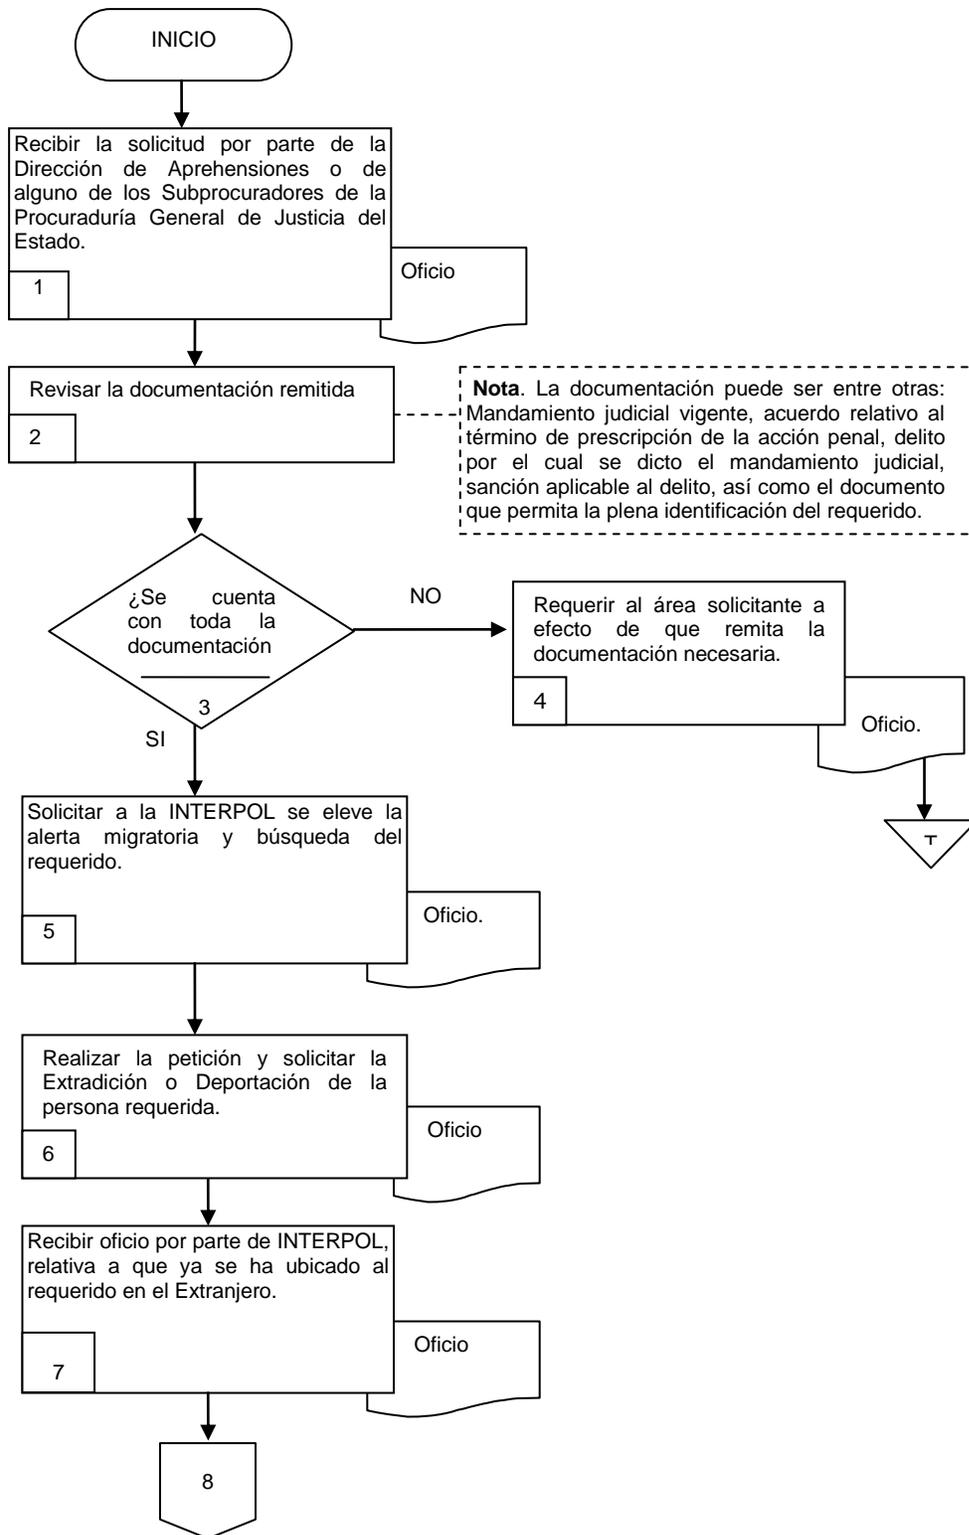 INICIO
Recibir la solicitud por parte de la
Dirección de Aprehensiones o de
alguno de los Subprocuradores de la
Procuraduría General de Justicia del
Estado.
1
Oficio
Revisar la documentación remitida
2
Nota. La documentación puede ser entre otras:
Mandamiento judicial vigente, acuerdo relativo al
término de prescripción de la acción penal, delito
por el cual se dicto el mandamiento judicial,
sanción aplicable al delito, así como el documento
que permita la plena identificación del requerido.
¿Se cuenta
con toda la
documentación
3
NO
SI
Requerir al área solicitante a
efecto de que remita la
documentación necesaria.
4
Oficio.
T
Solicitar a la INTERPOL se eleve la
alerta migratoria y búsqueda del
requerido.
5
Oficio.
Realizar la petición y solicitar la
Extradición o Deportación de la
persona requerida.
6
Oficio
Recibir oficio por parte de INTERPOL,
relativa a que ya se ha ubicado al
requerido en el Extranjero.
7
Oficio
8